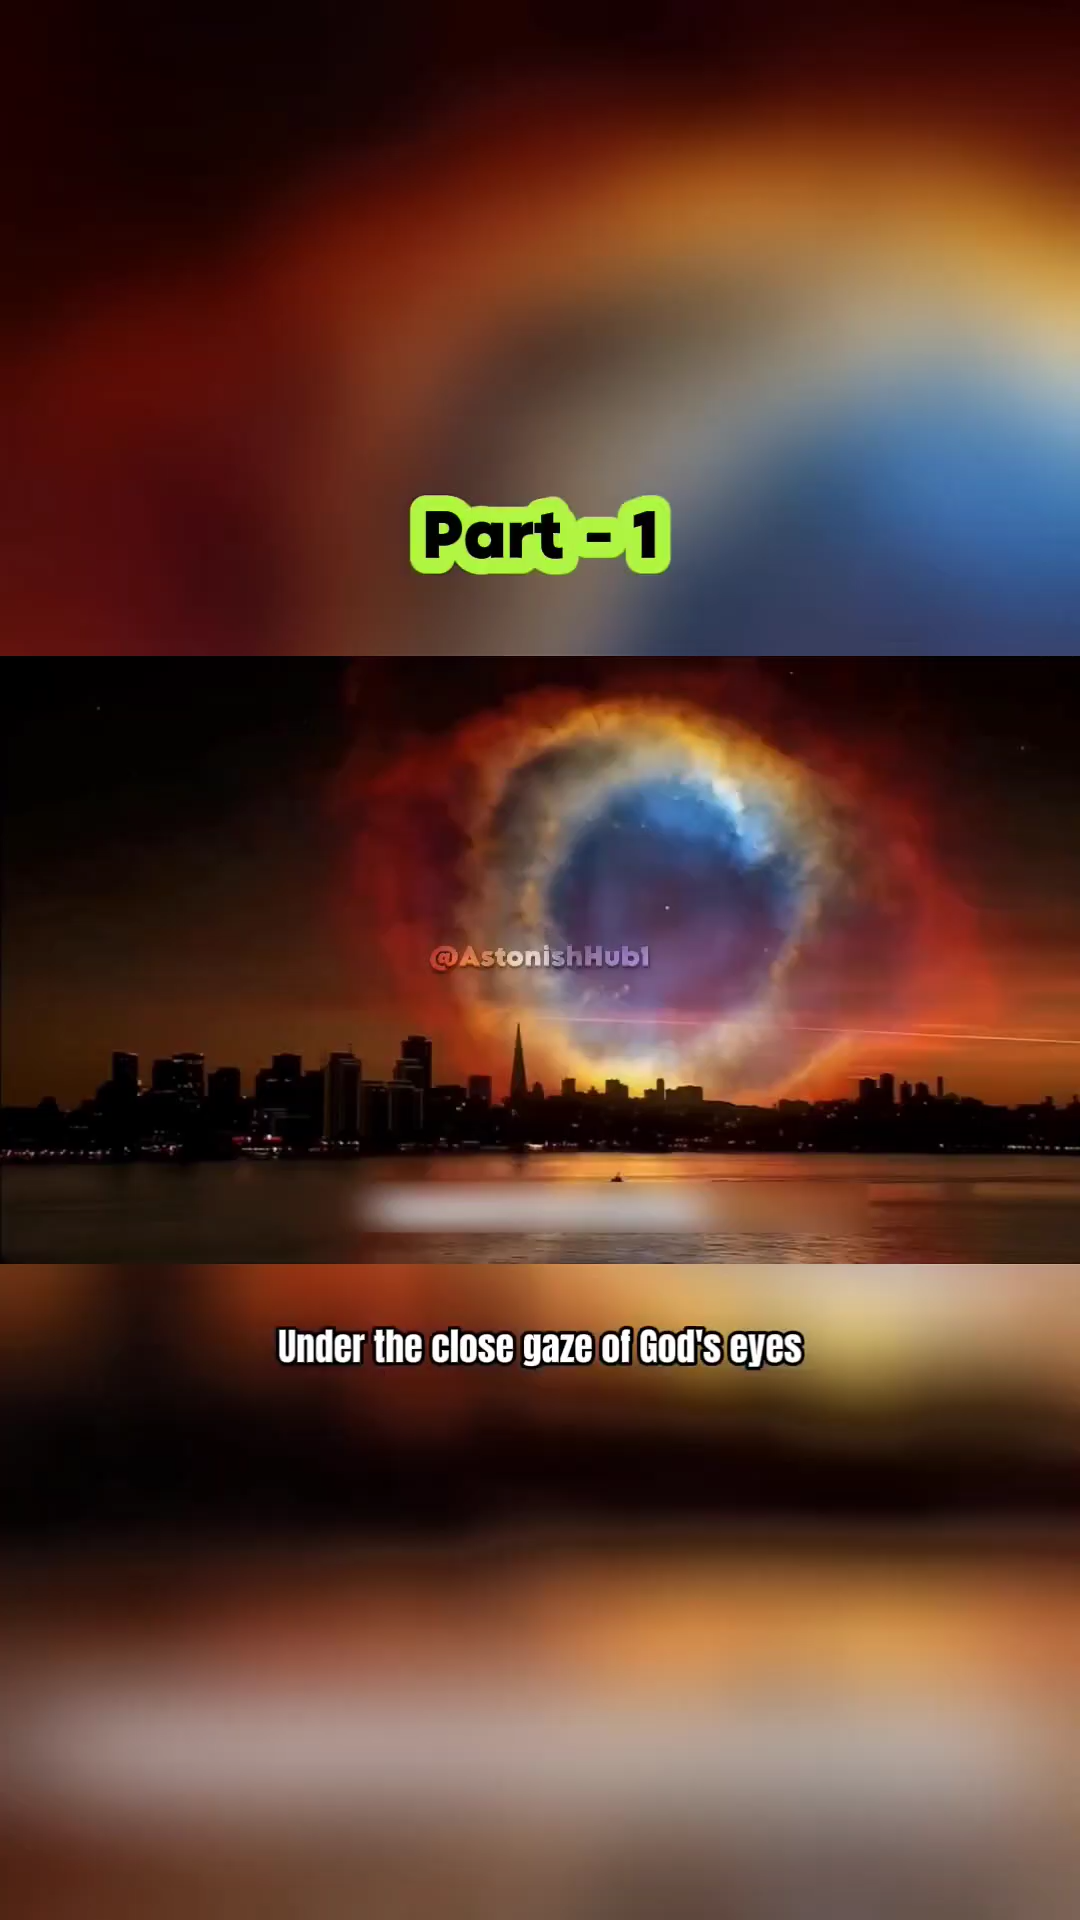 Part - 1
@AstonishHub1
Under the close gaze of God's eyes